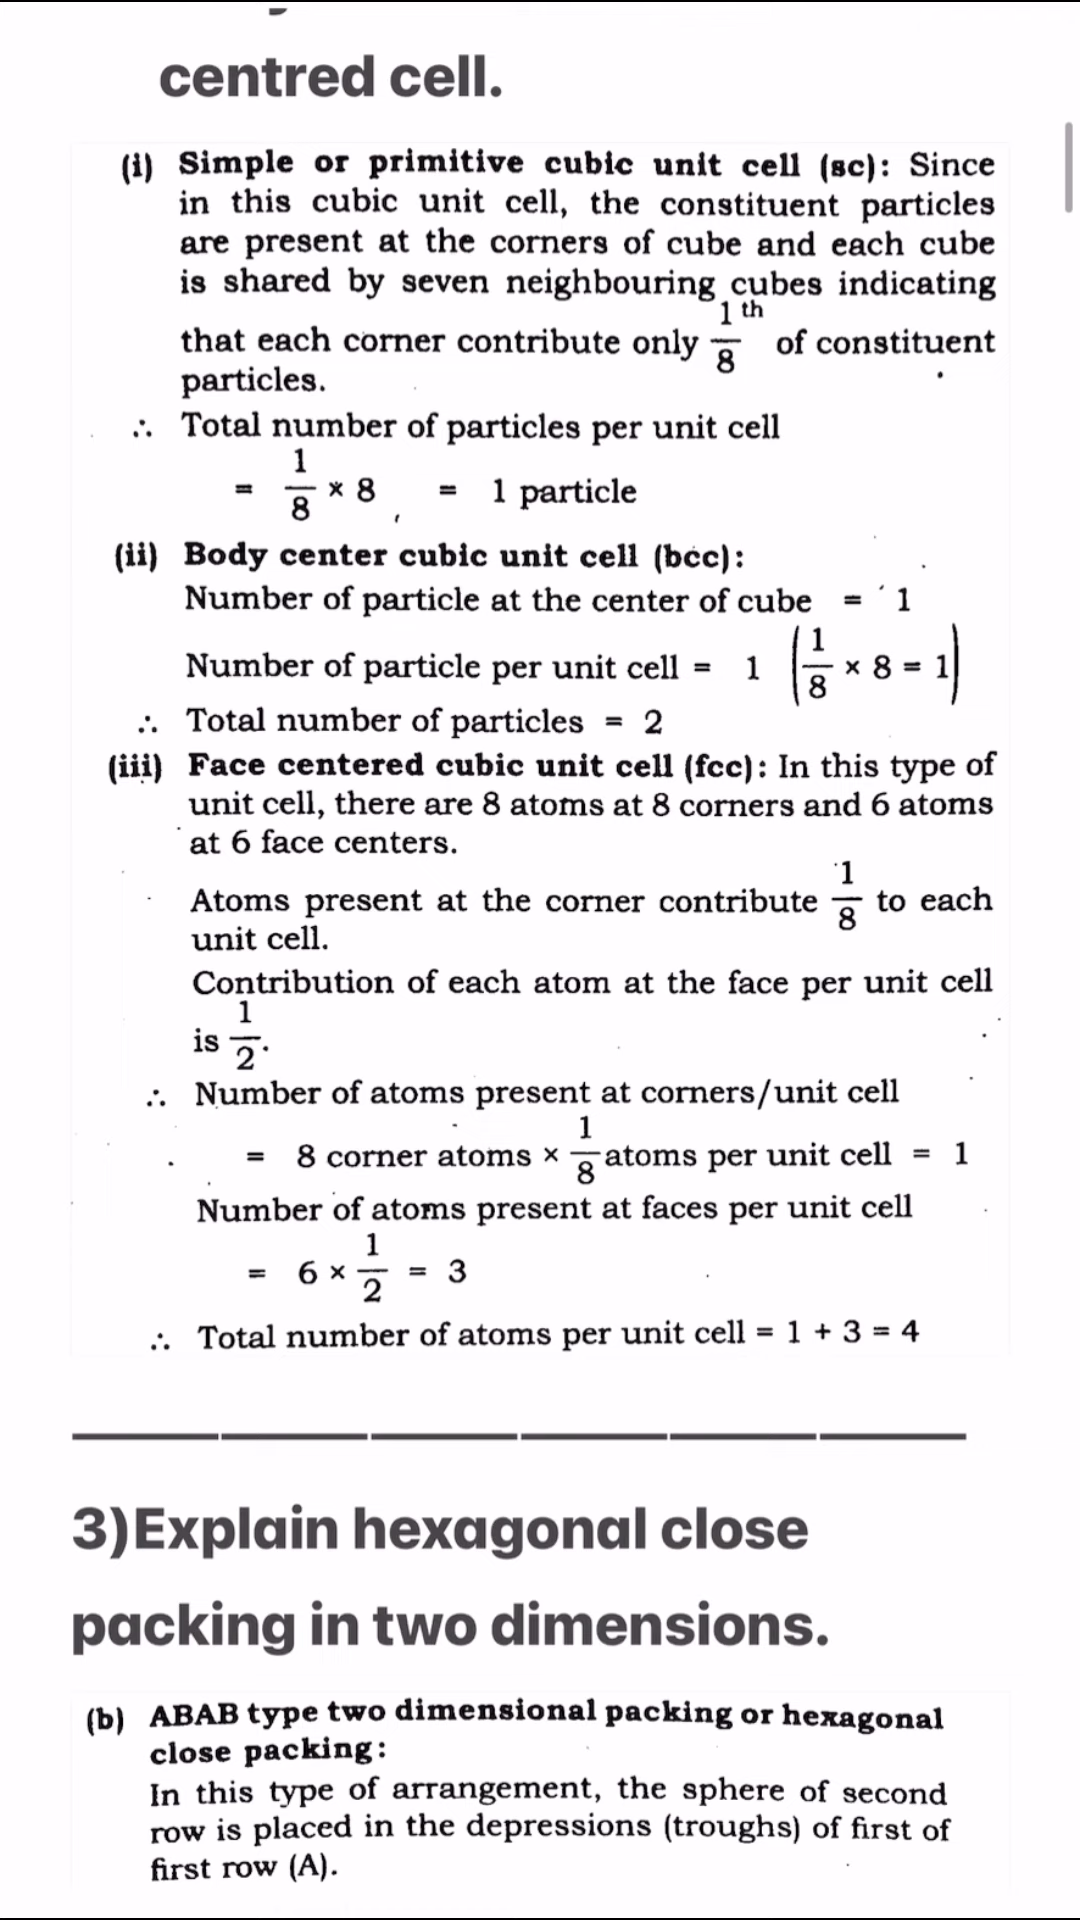 centred cell.
(i) Simple or primitive cubic unit cell (sc): Since
in this cubic unit cell, the constituent particles
are present at the corners of cube and each cube
is shared by seven neighbouring cubes indicating
that each corner contribute only 1/8 th of constituent
particles.
∴ Total number of particles per unit cell
= 1/8 × 8 = 1 particle
(ii) Body center cubic unit cell (bcc):
Number of particle at the center of cube = 1
Number of particle per unit cell = 1 (1/8 × 8 = 1)
∴ Total number of particles = 2
(iii) Face centered cubic unit cell (fcc): In this type of
unit cell, there are 8 atoms at 8 corners and 6 atoms
at 6 face centers.
Atoms present at the corner contribute 1/8 to each
unit cell.
Contribution of each atom at the face per unit cell
is 1/2.
∴ Number of atoms present at corners/unit cell
= 8 corner atoms × 1/8 atoms per unit cell = 1
Number of atoms present at faces per unit cell
= 6 × 1/2 = 3
∴ Total number of atoms per unit cell = 1 + 3 = 4
3)Explain hexagonal close
packing in two dimensions.
(b) ABAB type two dimensional packing or hexagonal
close packing:
In this type of arrangement, the sphere of second
row is placed in the depressions (troughs) of first of
first row (A).